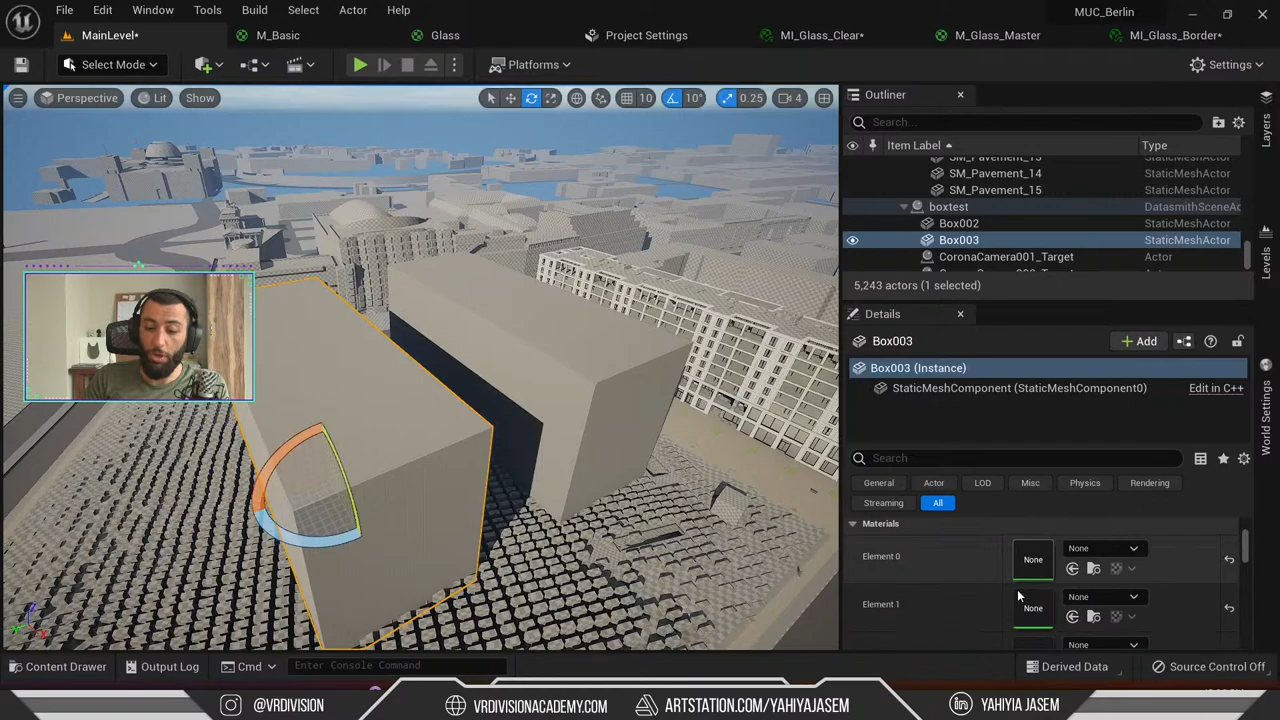 File Edit Window Tools Build Select Actor Help
MUC_Berlin
MainLevel* M_Basic Glass Project Settings MI_Glass_Clear* M_Glass_Master MI_Glass_Border*
Select Mode Platforms Settings
Perspective Lit Show 10 10° 0.25 4
Outliner
Search...
Item Label Type
SM_Pavement_13 StaticMeshActor
SM_Pavement_14 StaticMeshActor
SM_Pavement_15 StaticMeshActor
boxtest DatasmithSceneAc
Box002 StaticMeshActor
Box003 StaticMeshActor
CoronaCamera001_Target Actor
5,243 actors (1 selected)
Details
Box003 Add
Box003 (Instance)
StaticMeshComponent (StaticMeshComponent0) Edit in C++
Search
General Actor LOD Misc Physics Rendering
Streaming All
Materials
Element 0 None None
Element 1 None None
None
Layers
Levels
World Settings
Content Drawer Output Log Cmd Enter Console Command Derived Data Source Control Off
@VRDIVISION VRDIVISIONACADEMY.COM ARTSTATION.COM/YAHIYAJASEM YAHIYIA JASEM